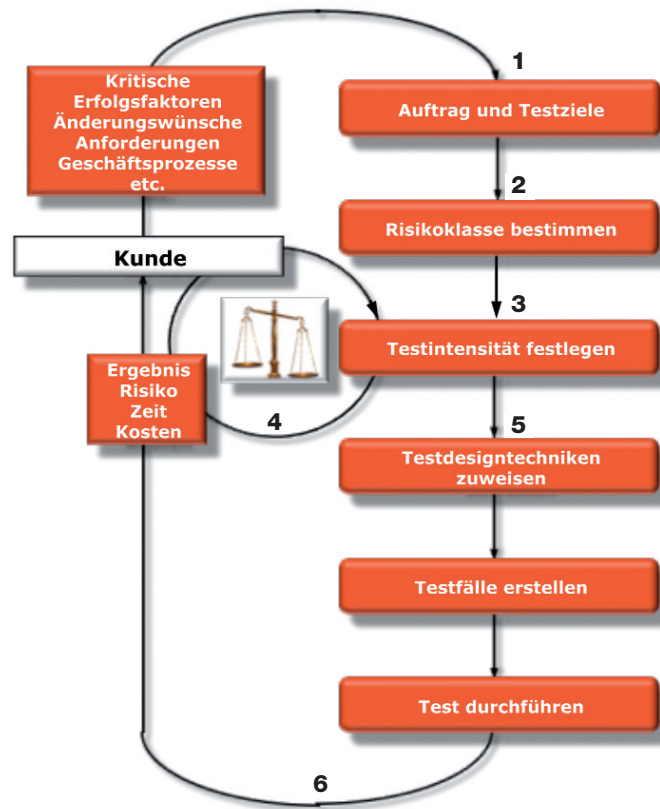 1
Kritische
Erfolgsfaktoren
Änderungswünsche
Anforderungen
Geschäftsprozesse
etc.
Auftrag und Testziele
2
Risikoklasse bestimmen
Kunde
3
Testintensität festlegen
Ergebnis
Risiko
Zeit
Kosten
4
5
Testdesigntechniken
zuweisen
Testfälle erstellen
Test durchführen
6